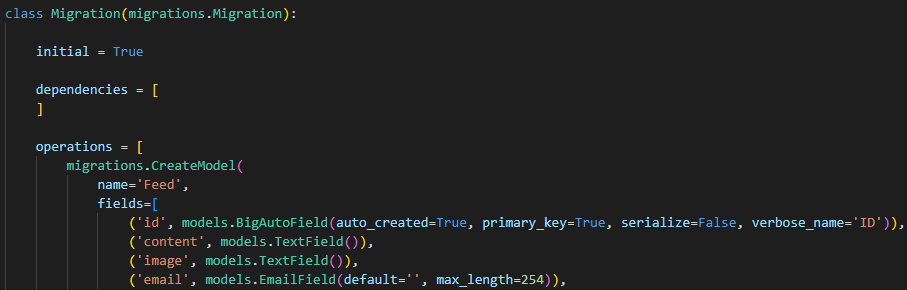 class Migration(migrations.Migration):
initial = True
dependencies = [
]
operations = [
migrations.CreateModel(
name='Feed',
fields=[
('id', models.BigAutoField(auto_created=True, primary_key=True, serialize=False, verbose_name='ID')),
('content', models.TextField()),
('image', models.TextField()),
('email', models.EmailField(default='', max_length=254)),